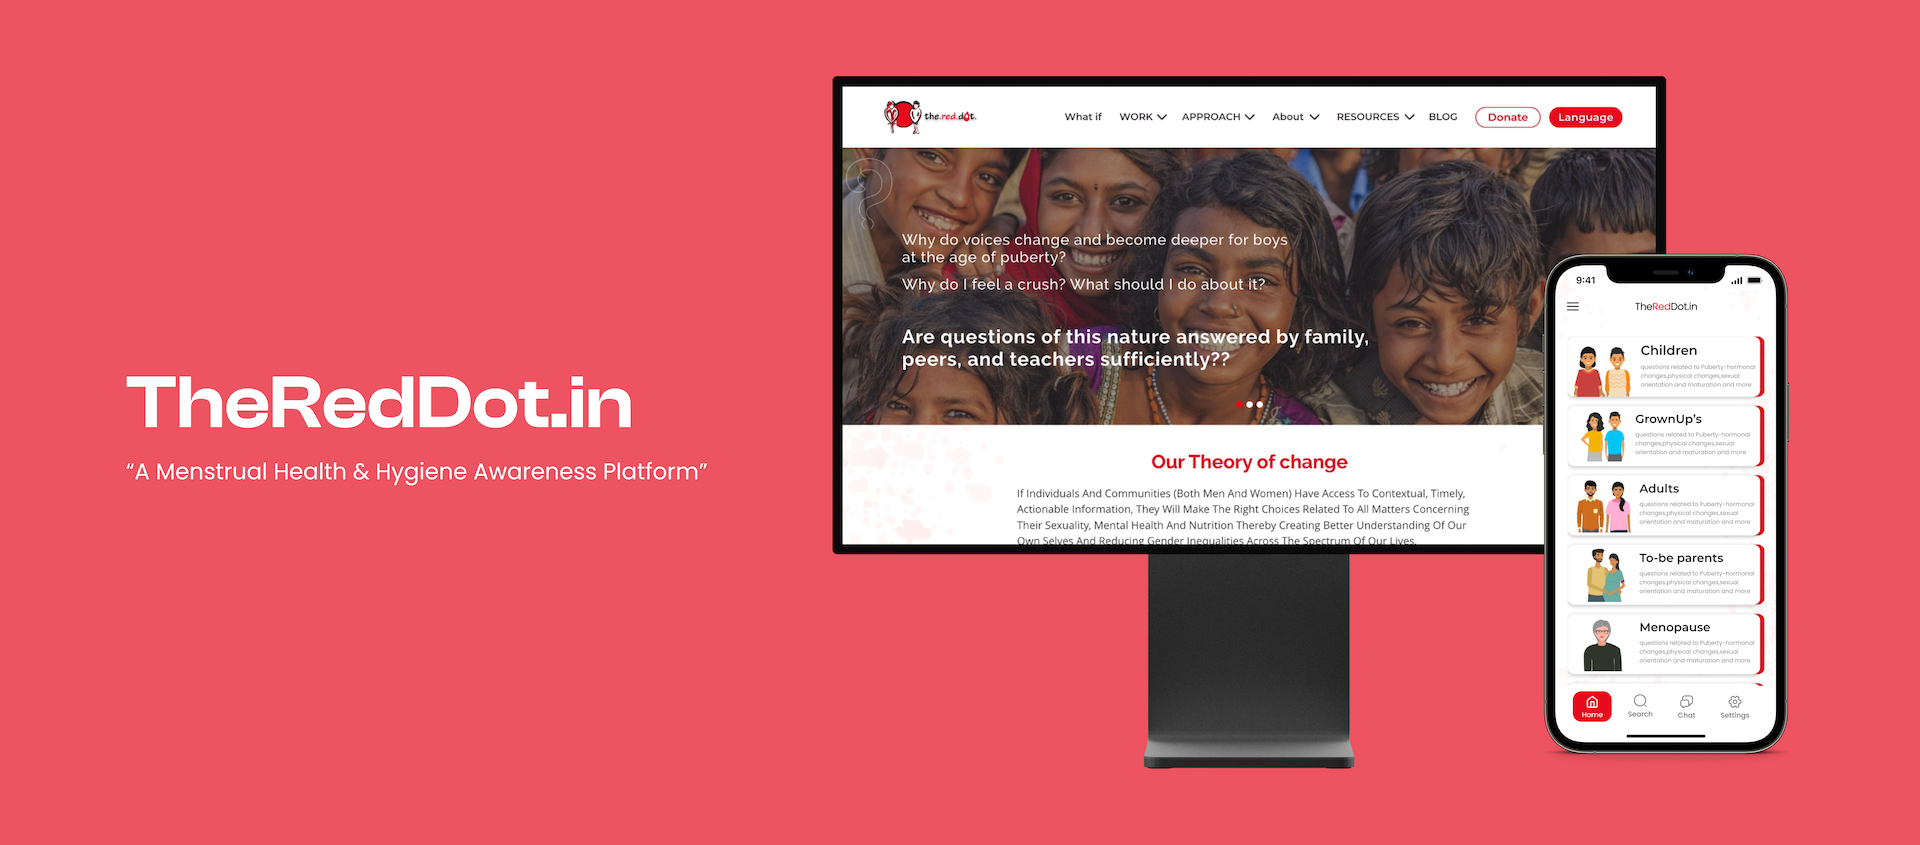 TheRedDot.in
“A Menstrual Health & Hygiene Awareness Platform”
the.red.dot.
What if
WORK
APPROACH
About
RESOURCES
BLOG
Donate
Language
Why do voices change and become deeper for boys
at the age of puberty?
Why do I feel a crush? What should I do about it?
Are questions of this nature answered by family,
peers, and teachers sufficiently??
Our Theory of change
If Individuals And Communities (Both Men And Women) Have Access To Contextual, Timely,
Actionable Information, They Will Make The Right Choices Related To All Matters Concerning
Their Sexuality, Mental Health And Nutrition Thereby Creating Better Understanding Of Our
Own Selves And Reducing Gender Inequalities Across The Spectrum Of Our Lives.
9:41
TheRedDot.in
Children
questions related to Puberty-hormonal
changes,physical changes,sexual
orientation and maturation and more
GrownUp's
questions related to Puberty-hormonal
changes,physical changes,sexual
orientation and maturation and more
Adults
questions related to Puberty-hormonal
changes,physical changes,sexual
orientation and maturation and more
To-be parents
questions related to Puberty-hormonal
changes,physical changes,sexual
orientation and maturation and more
Menopause
questions related to Puberty-hormonal
changes,physical changes,sexual
orientation and maturation and more
Home
Search
Chat
Settings